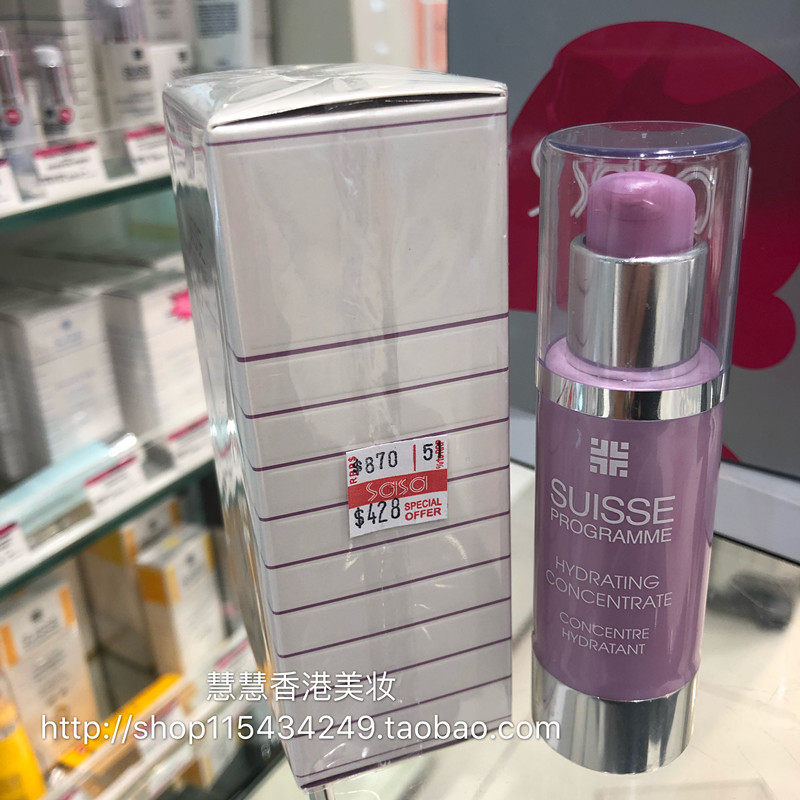 $870
5
sasa
$428
SPECIAL
OFFER
SUISSE
PROGRAMME
HYDRATING
CONCENTRATE
CONCENTRE
HYDRATANT
慧慧香港美妆
http://shop115434249.taobao.com